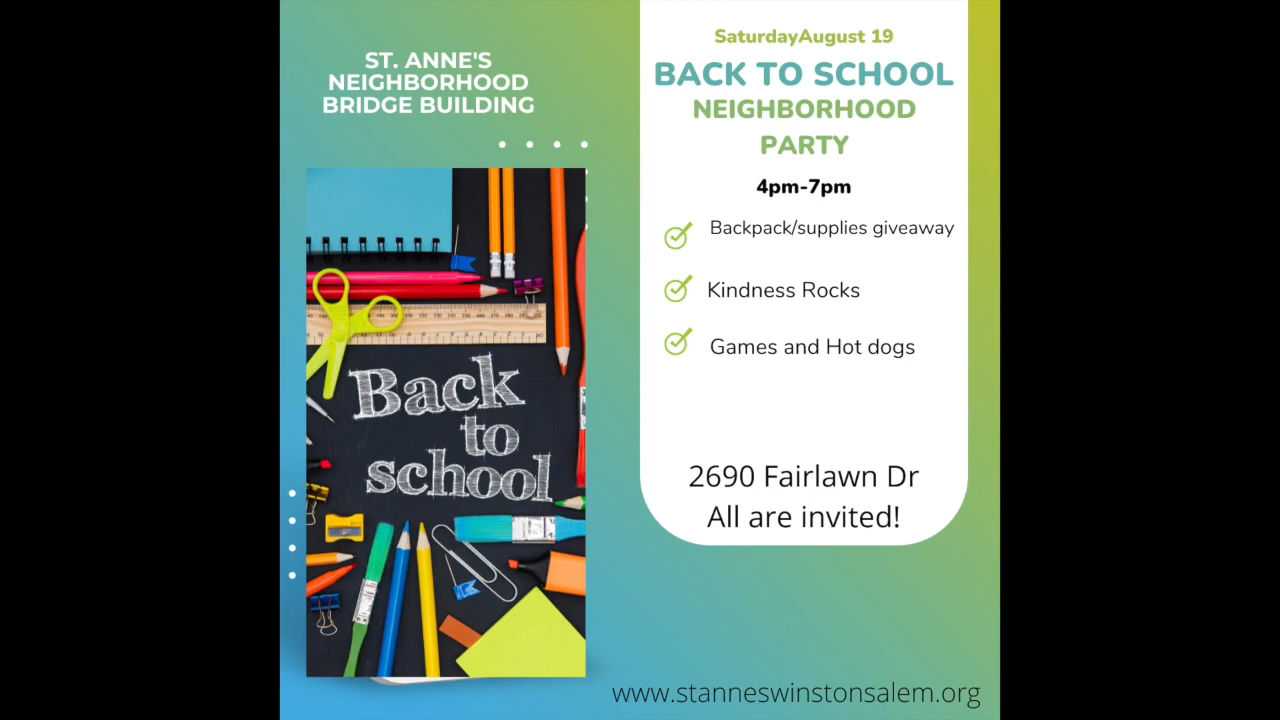 ST. ANNE'S
NEIGHBORHOOD
BRIDGE BUILDING
Back
to
school
SaturdayAugust 19
BACK TO SCHOOL
NEIGHBORHOOD
PARTY
4pm-7pm
Backpack/supplies giveaway
Kindness Rocks
Games and Hot dogs
2690 Fairlawn Dr
All are invited!
www.stanneswinstonsalem.org